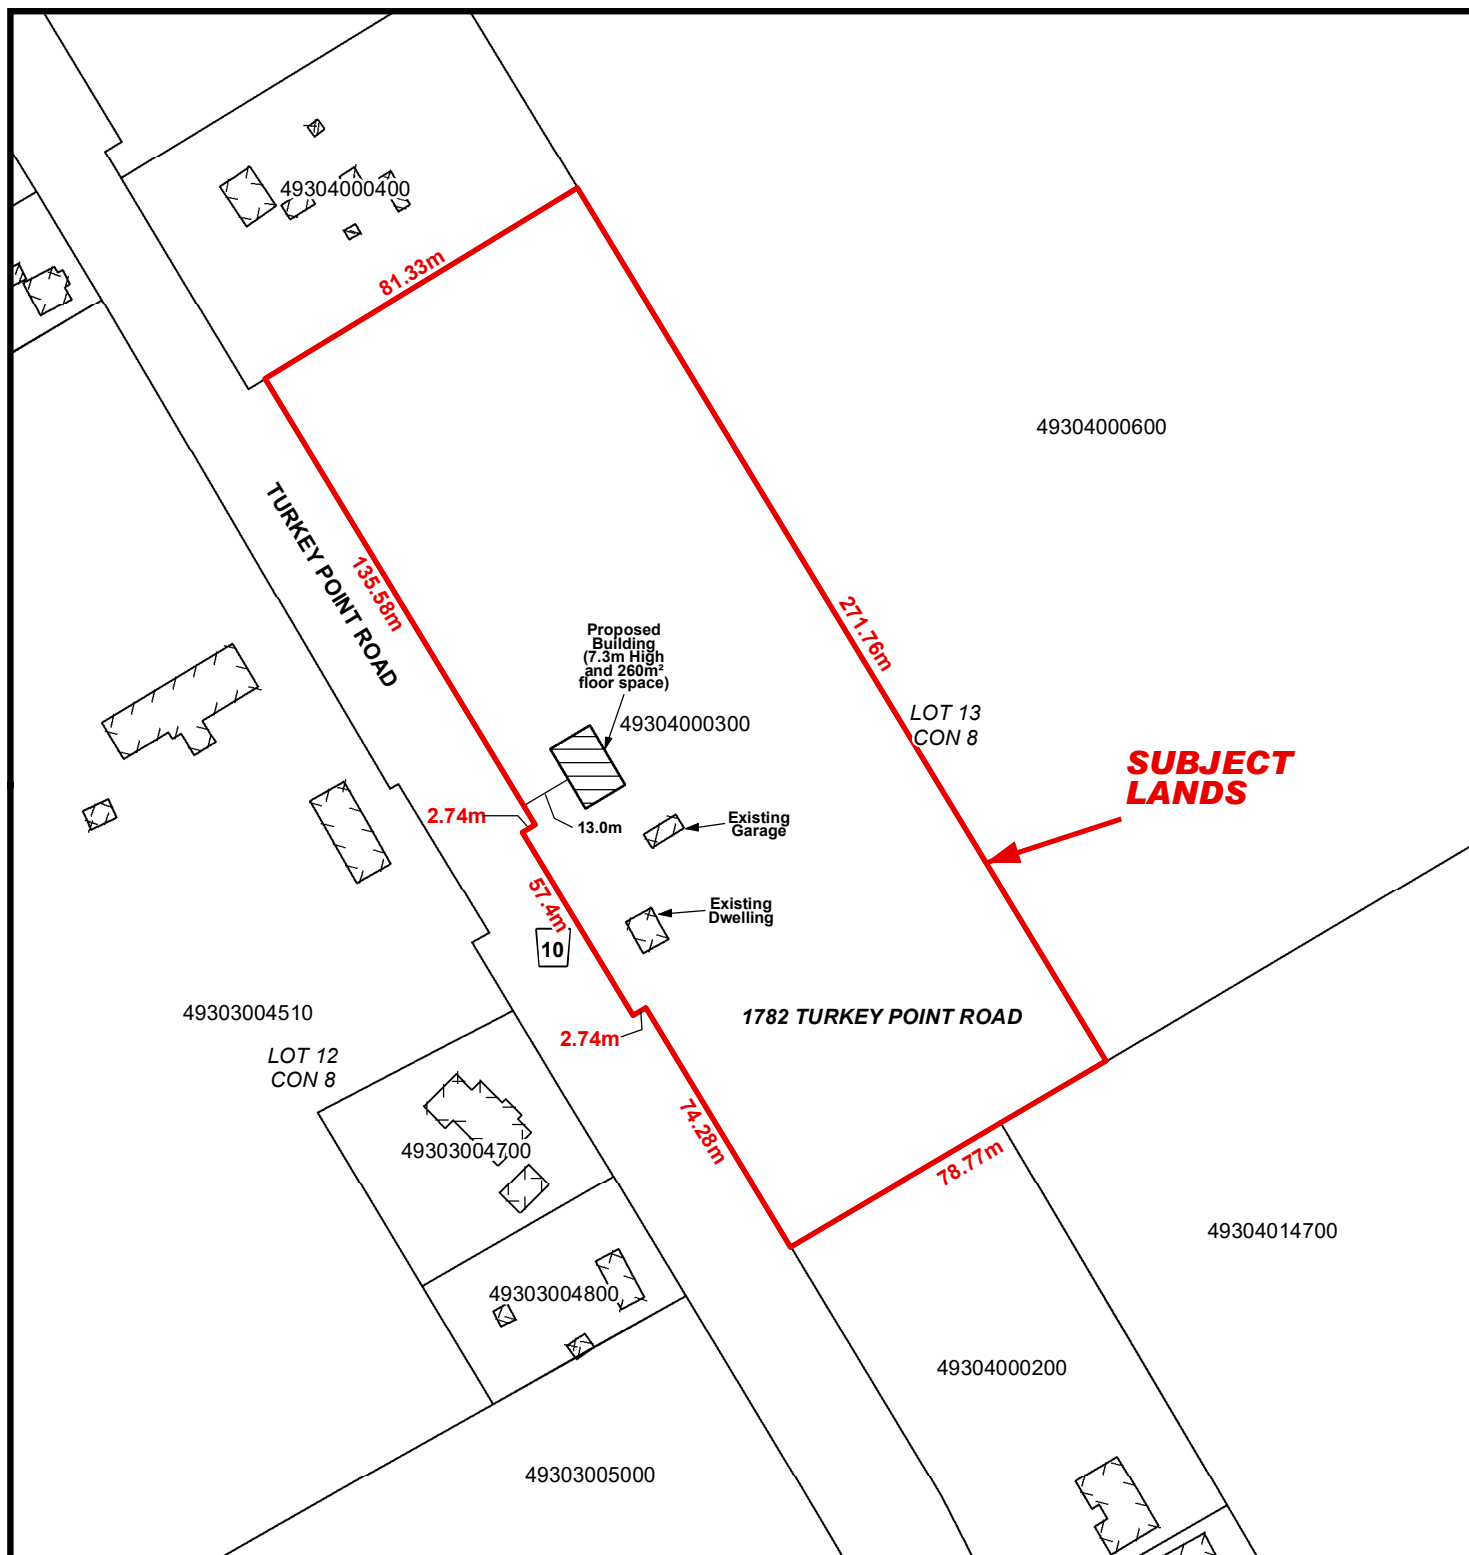 49304000400
81.33m
49304000600
TURKEY POINT ROAD
135.58m
271.76m
Proposed
Building
(7.3m High
and 260m²
floor space)
49304000300
LOT 13
CON 8
SUBJECT
LANDS
2.74m
13.0m
Existing
Garage
57.4m
Existing
Dwelling
10
49303004510
1782 TURKEY POINT ROAD
2.74m
LOT 12
CON 8
74.28m
49303004700
78.77m
49304014700
49303004800
49304000200
49303005000